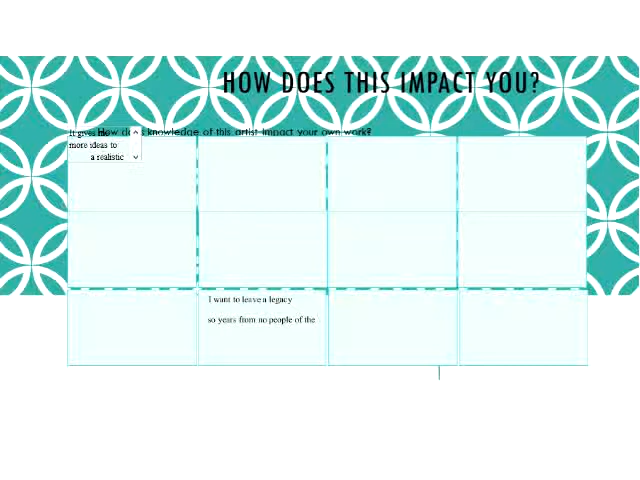 HOW DOES THIS IMPACT YOU?
How does knowledge of this artist impact your own work?
It gives me
more ideas to
a realistic
I want to leave a legacy
so years from no people of the